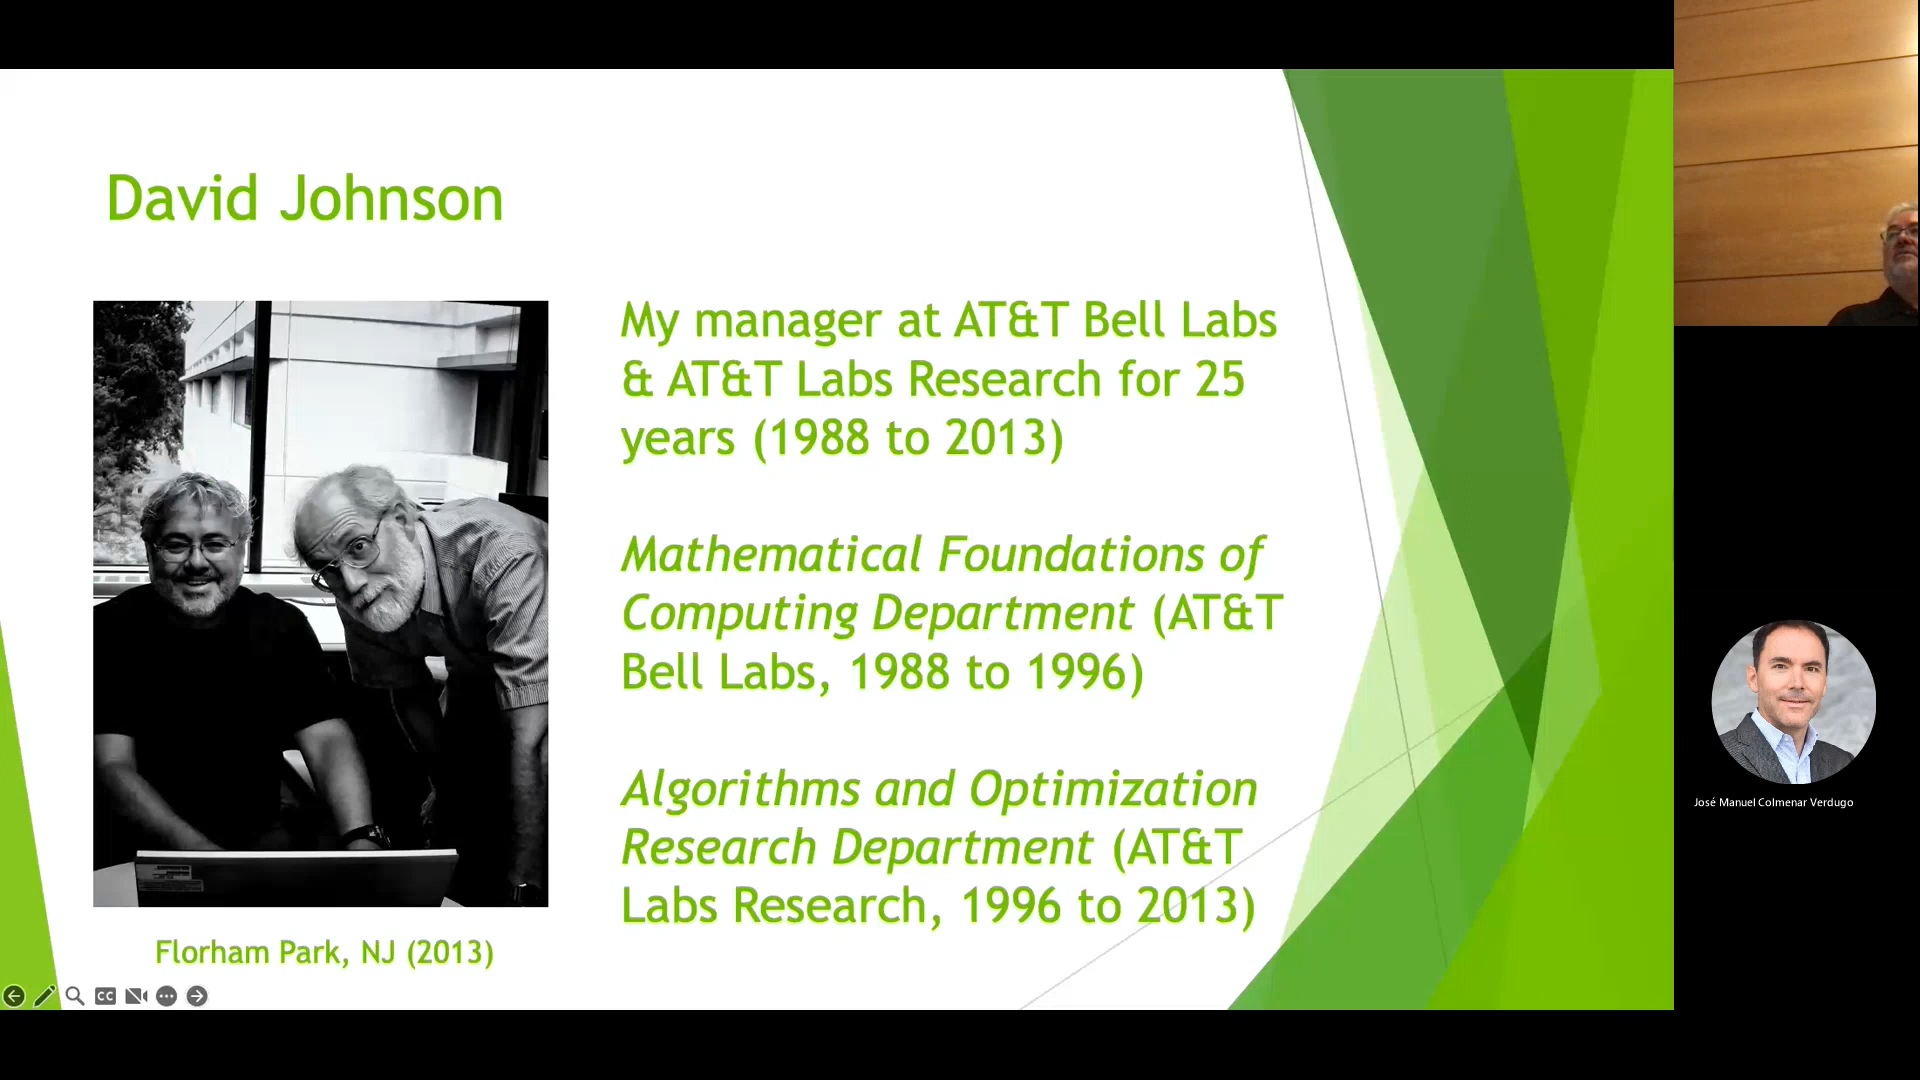 David Johnson
My manager at AT&T Bell Labs
& AT&T Labs Research for 25
years (1988 to 2013)
Mathematical Foundations of
Computing Department (AT&T
Bell Labs, 1988 to 1996)
Algorithms and Optimization
Research Department (AT&T
Labs Research, 1996 to 2013)
Florham Park, NJ (2013)
CC
José Manuel Colmenar Verdugo